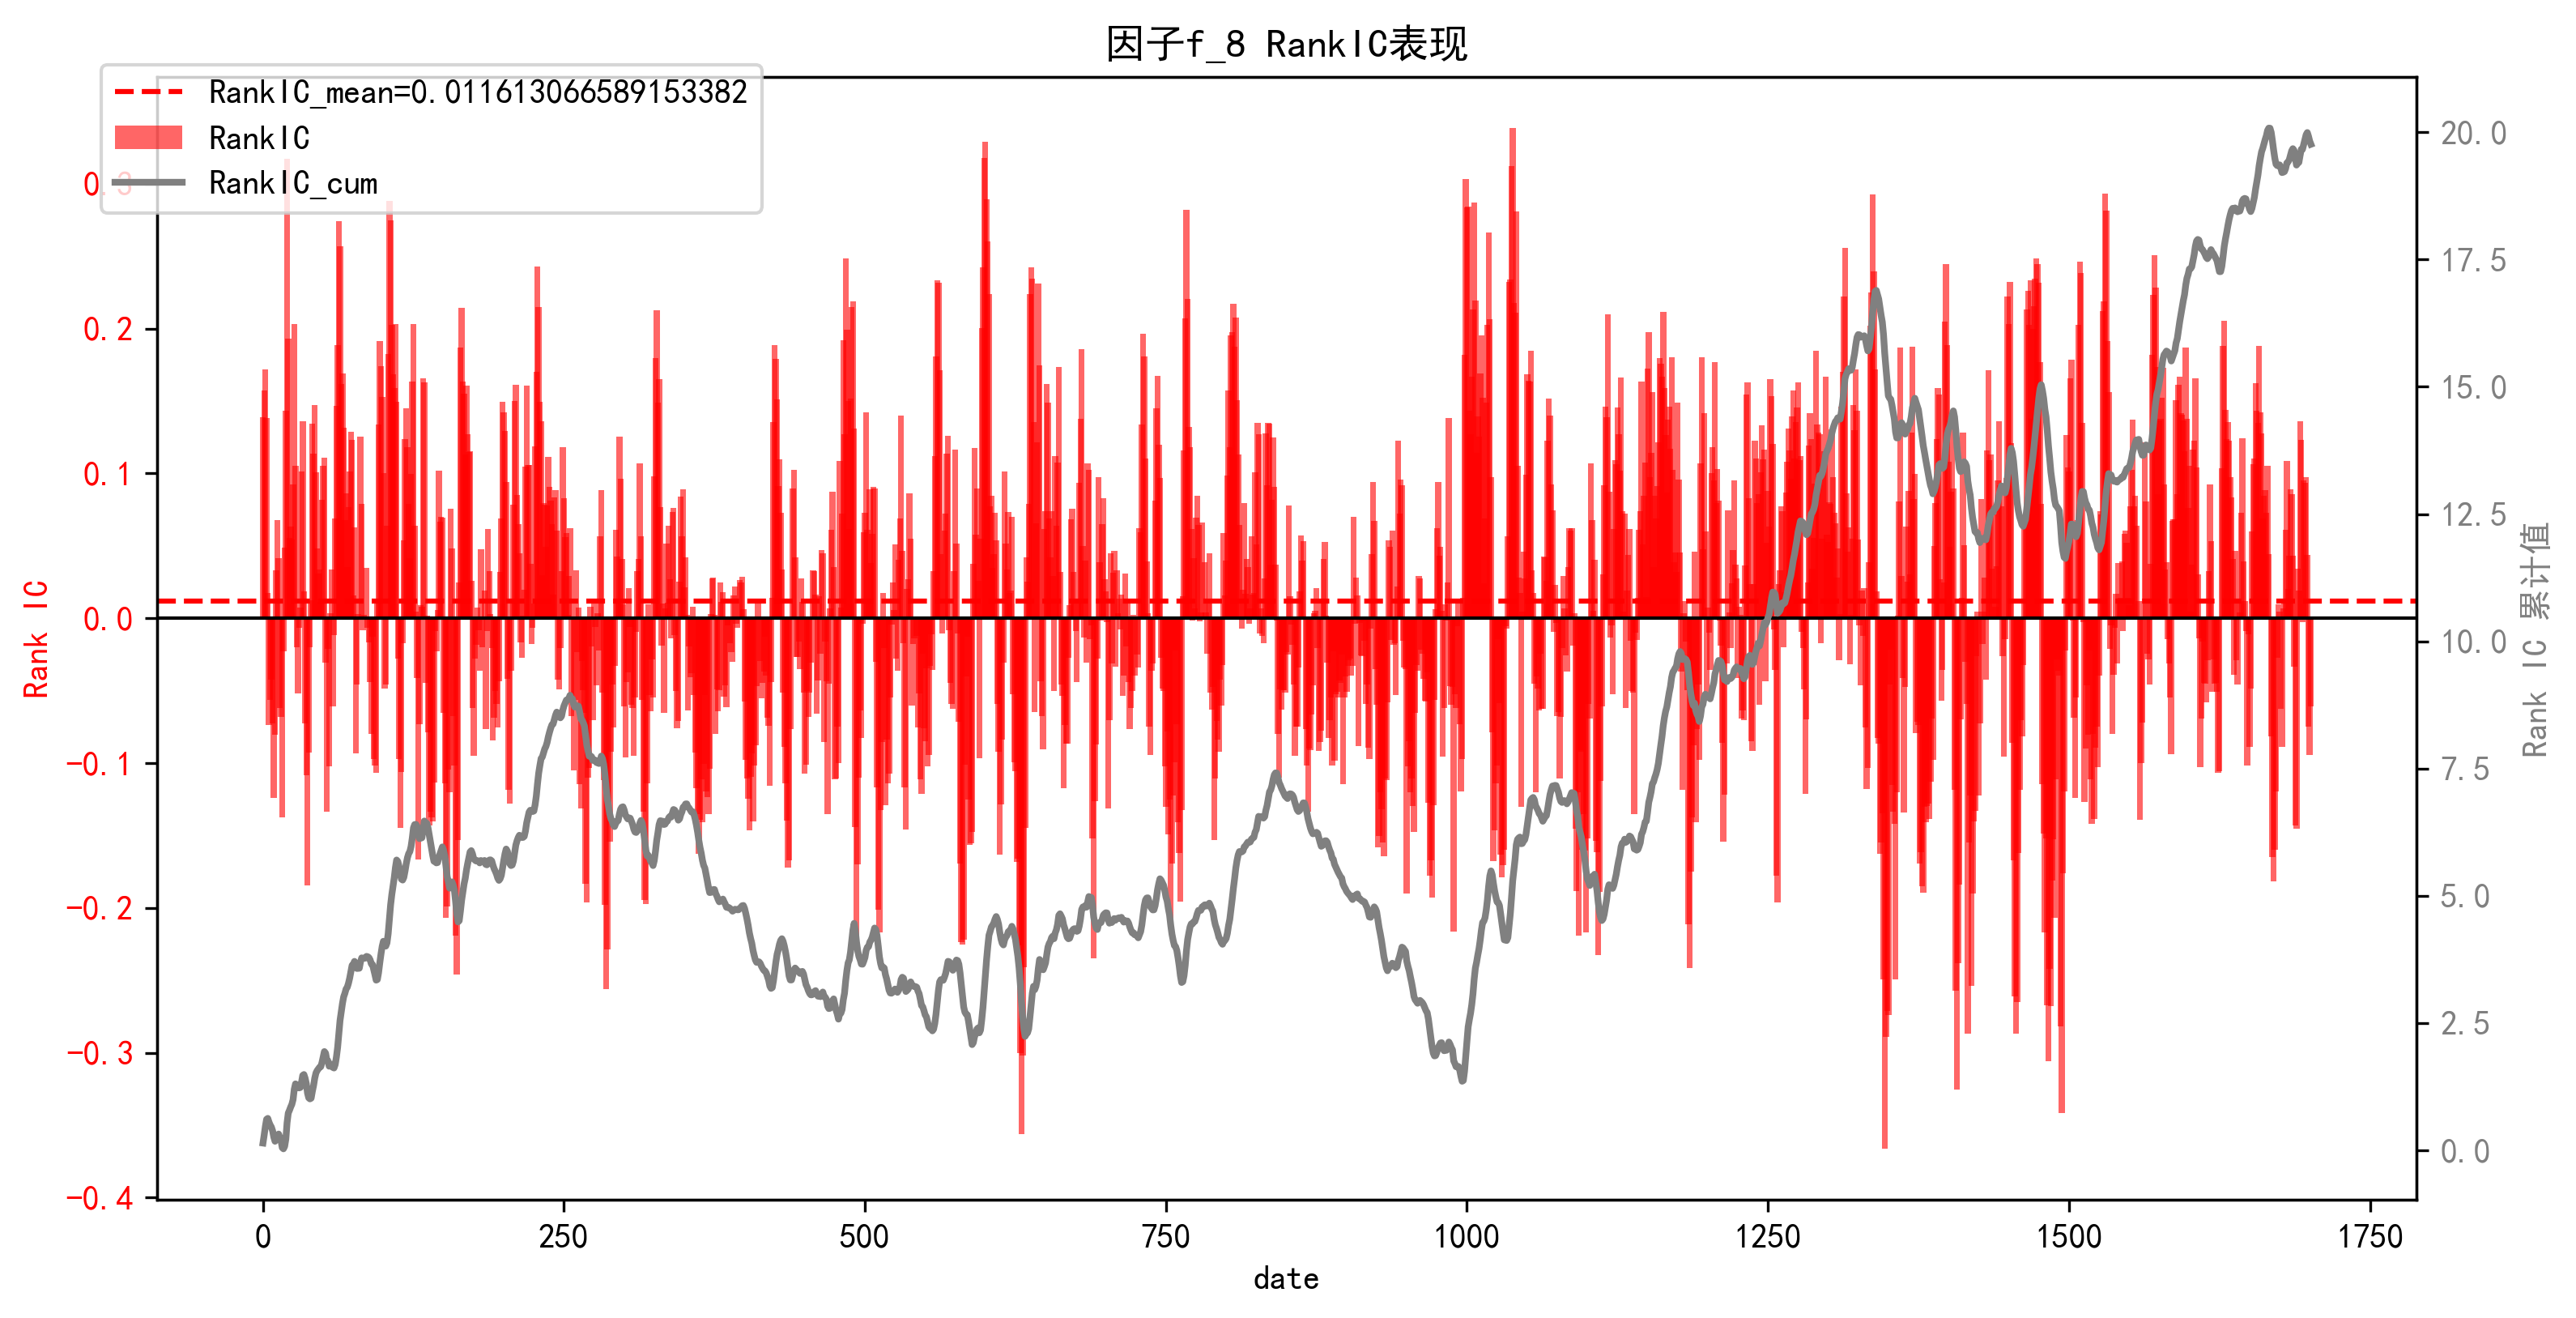 因子f_8 RankIC表现
RankIC_mean=0.011613066589153382
RankIC
RankIC_cum
0.3
0.2
0.1
0.0
-0.1
-0.2
-0.3
-0.4
Rank IC
20.0
17.5
15.0
12.5
10.0
7.5
5.0
2.5
0.0
Rank IC 累计值
0 250 500 750 1000 1250 1500 1750
date